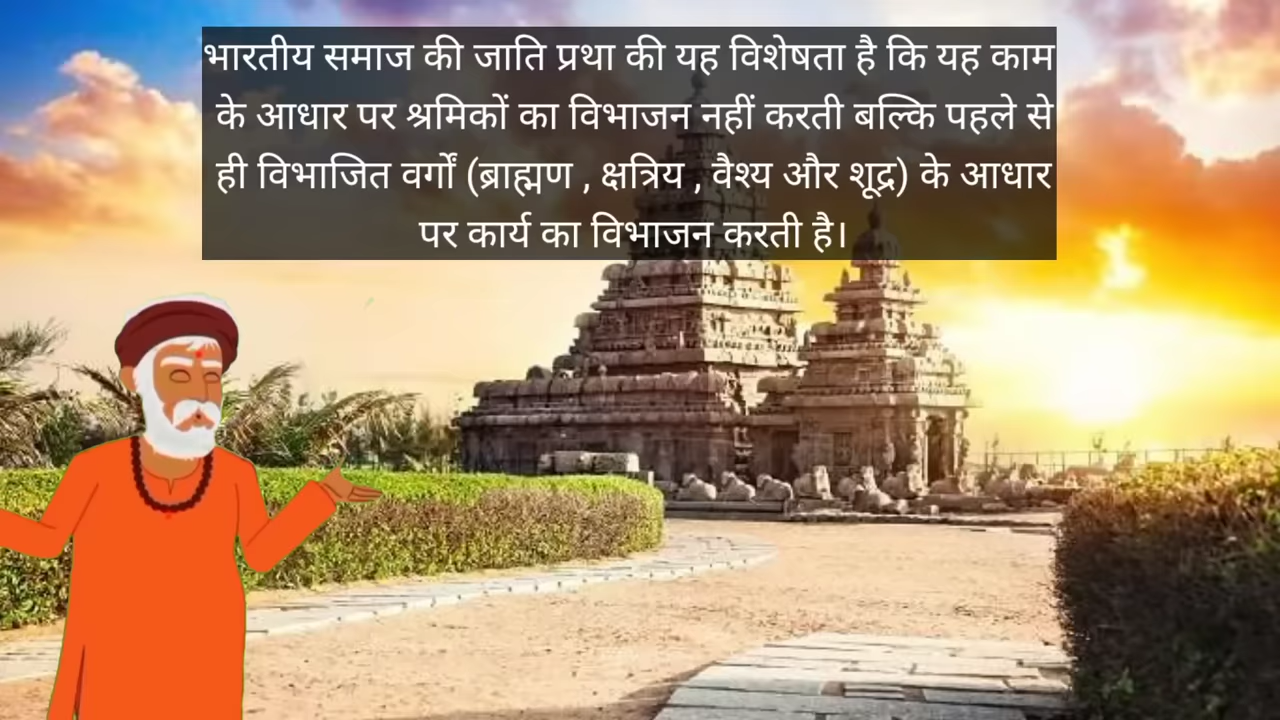 भारतीय समाज की जाति प्रथा की यह विशेषता है कि यह काम
के आधार पर श्रमिकों का विभाजन नहीं करती बल्कि पहले से
ही विभाजित वर्गों (ब्राह्मण , क्षत्रिय , वैश्य और शूद्र) के आधार
पर कार्य का विभाजन करती है।